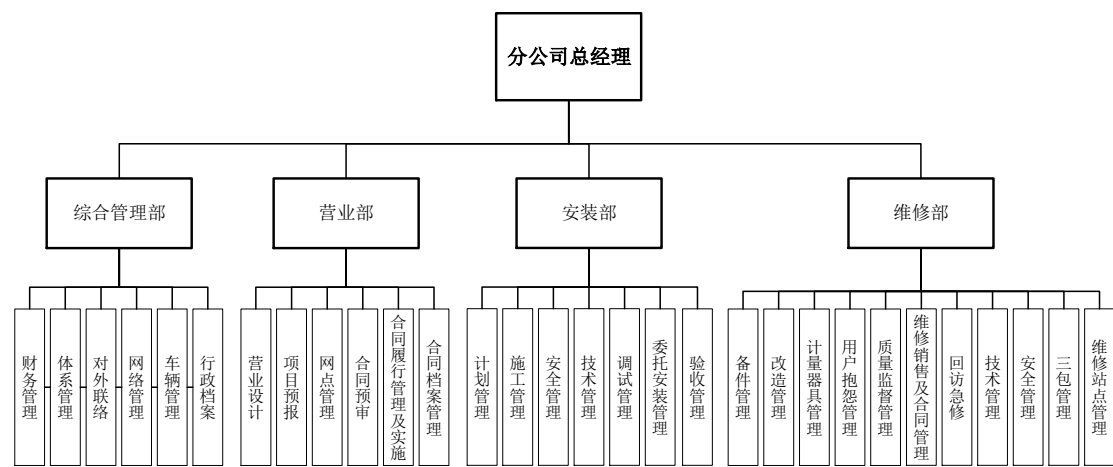 分公司总经理
综合管理部
营业部
安装部
维修部
财务管理
体系管理
对外联络
网络管理
车辆管理
行政档案
营业设计
项目预报
网点管理
合同预审
合同履行管理及实施
合同档案管理
计划管理
施工管理
安全管理
技术管理
调试管理
委托安装管理
验收管理
备件管理
改造管理
计量器具管理
用户抱怨管理
质量监督管理
维修销售及合同管理
回访急修
技术管理
安全管理
三包管理
维修站点管理